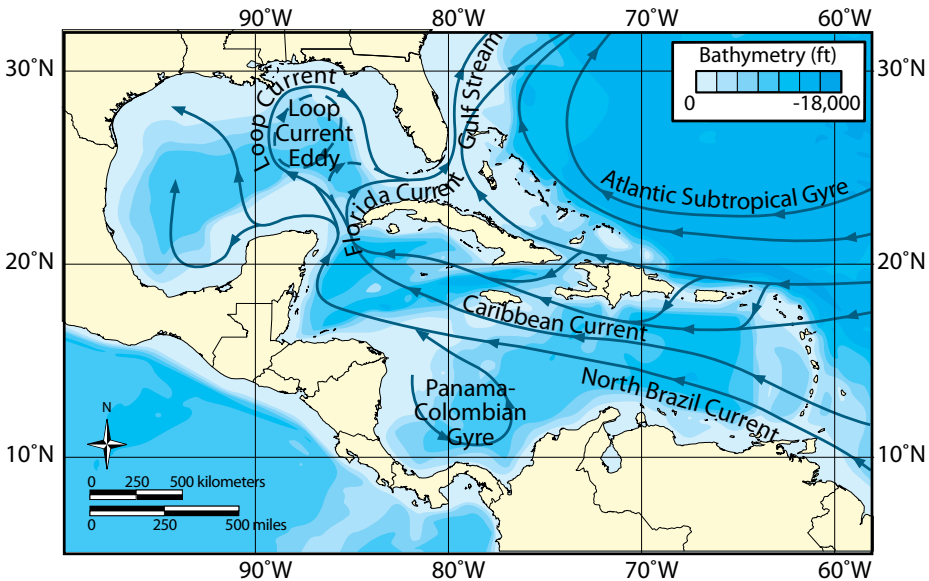 90°W
80°W
70°W
60°W
30°N
30°N
Bathymetry (ft)
0
-18,000
Loop Current
Loop
Current
Eddy
Gulf Stream
Florida Current
Atlantic Subtropical Gyre
20°N
20°N
Caribbean Current
North Brazil Current
Panama-
Colombian
Gyre
N
10°N
10°N
0
250
500 kilometers
0
250
500 miles
90°W
80°W
70°W
60°W